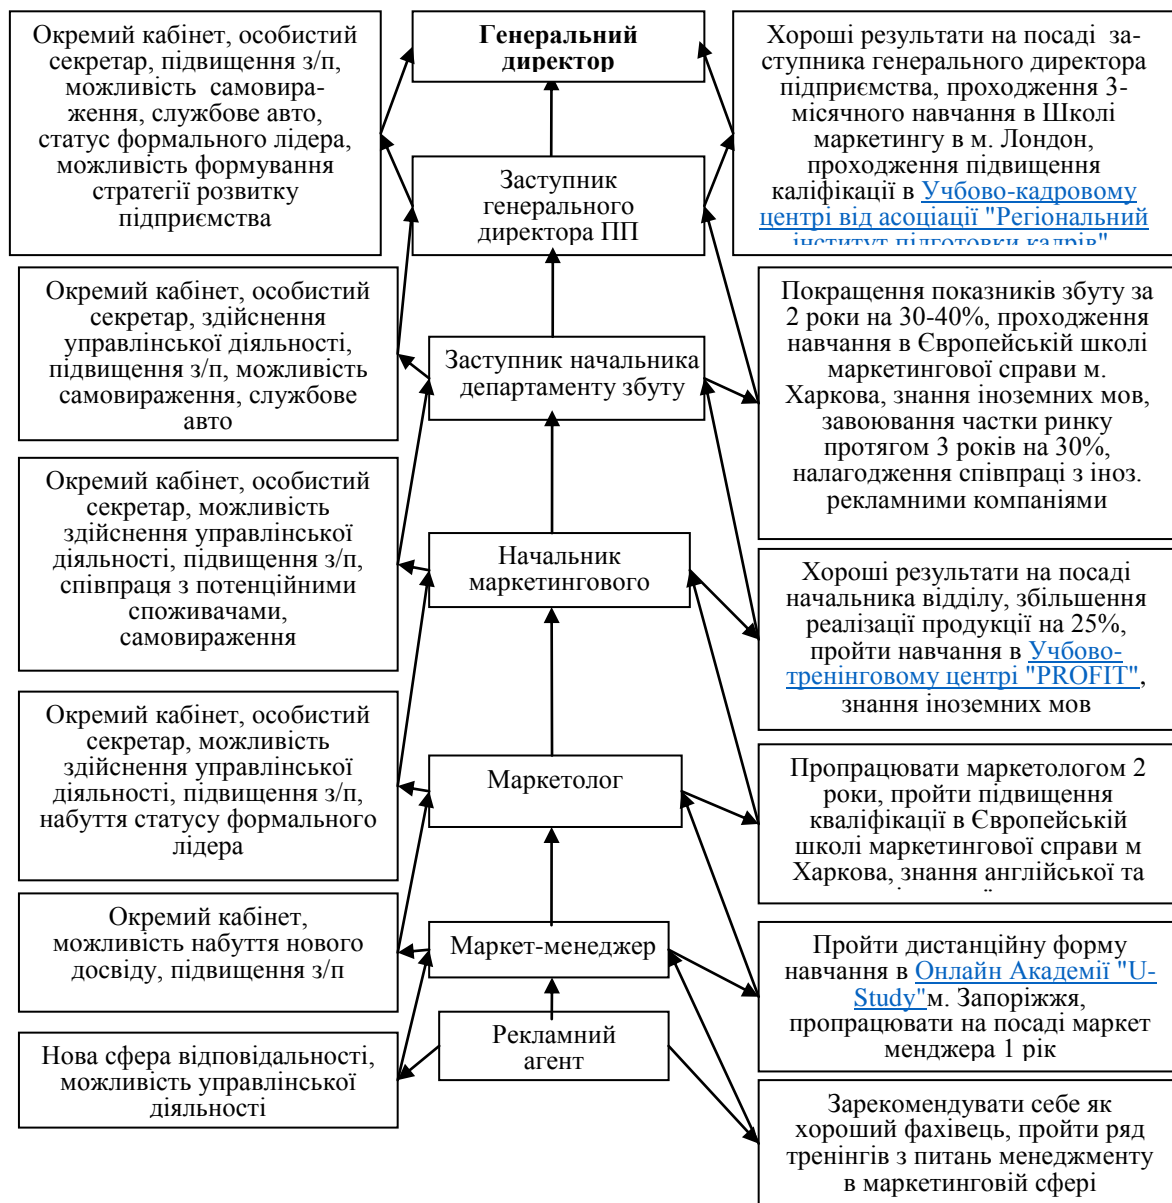 Окремий кабінет, особистий
секретар, підвищення з/п,
можливість самовира-
ження, службове авто,
статус формального лідера,
можливість формування
стратегії розвитку
підприємства
Генеральний
директор
Хороші результати на посаді за-
ступника генерального директора
підприємства, проходження 3-
місячного навчання в Школі
маркетингу в м. Лондон,
проходження підвищення
каліфікації в Учбово-кадровому
центрі від асоціації "Регіональний
інститут підготовки кадрів"
Заступник
генерального
директора ПП
Окремий кабінет, особистий
секретар, здійснення
управлінської діяльності,
підвищення з/п, можливість
самовираження, службове
авто
Заступник начальника
департаменту збуту
Покращення показників збуту за
2 роки на 30-40%, проходження
навчання в Європейській школі
маркетингової справи м.
Харкова, знання іноземних мов,
завоювання частки ринку
протягом 3 років на 30%,
налагодження співпраці з іноз.
рекламними компаніями
Окремий кабінет, особистий
секретар, можливість
здійснення управлінської
діяльності, підвищення з/п,
співпраця з потенційними
споживачами,
самовираження
Начальник
маркетингового
Хороші результати на посаді
начальника відділу, збільшення
реалізації продукції на 25%,
пройти навчання в Учбово-
тренінговому центрі "PROFIT",
знання іноземних мов
Окремий кабінет, особистий
секретар, можливість
здійснення управлінської
діяльності, підвищення з/п,
набуття статусу формального
лідера
Маркетолог
Пропрацювати маркетологом 2
роки, пройти підвищення
кваліфікації в Європейській
школі маркетингової справи м
Харкова, знання англійської та
Окремий кабінет,
можливість набуття нового
досвіду, підвищення з/п
Маркет-менеджер
Пройти дистанційну форму
навчання в Онлайн Академії "U-
Study"м. Запоріжжя,
пропрацювати на посаді маркет
менджера 1 рік
Нова сфера відповідальності,
можливість управлінської
діяльності
Рекламний
агент
Зарекомендувати себе як
хороший фахівець, пройти ряд
тренінгів з питань менеджменту
в маркетинговій сфері